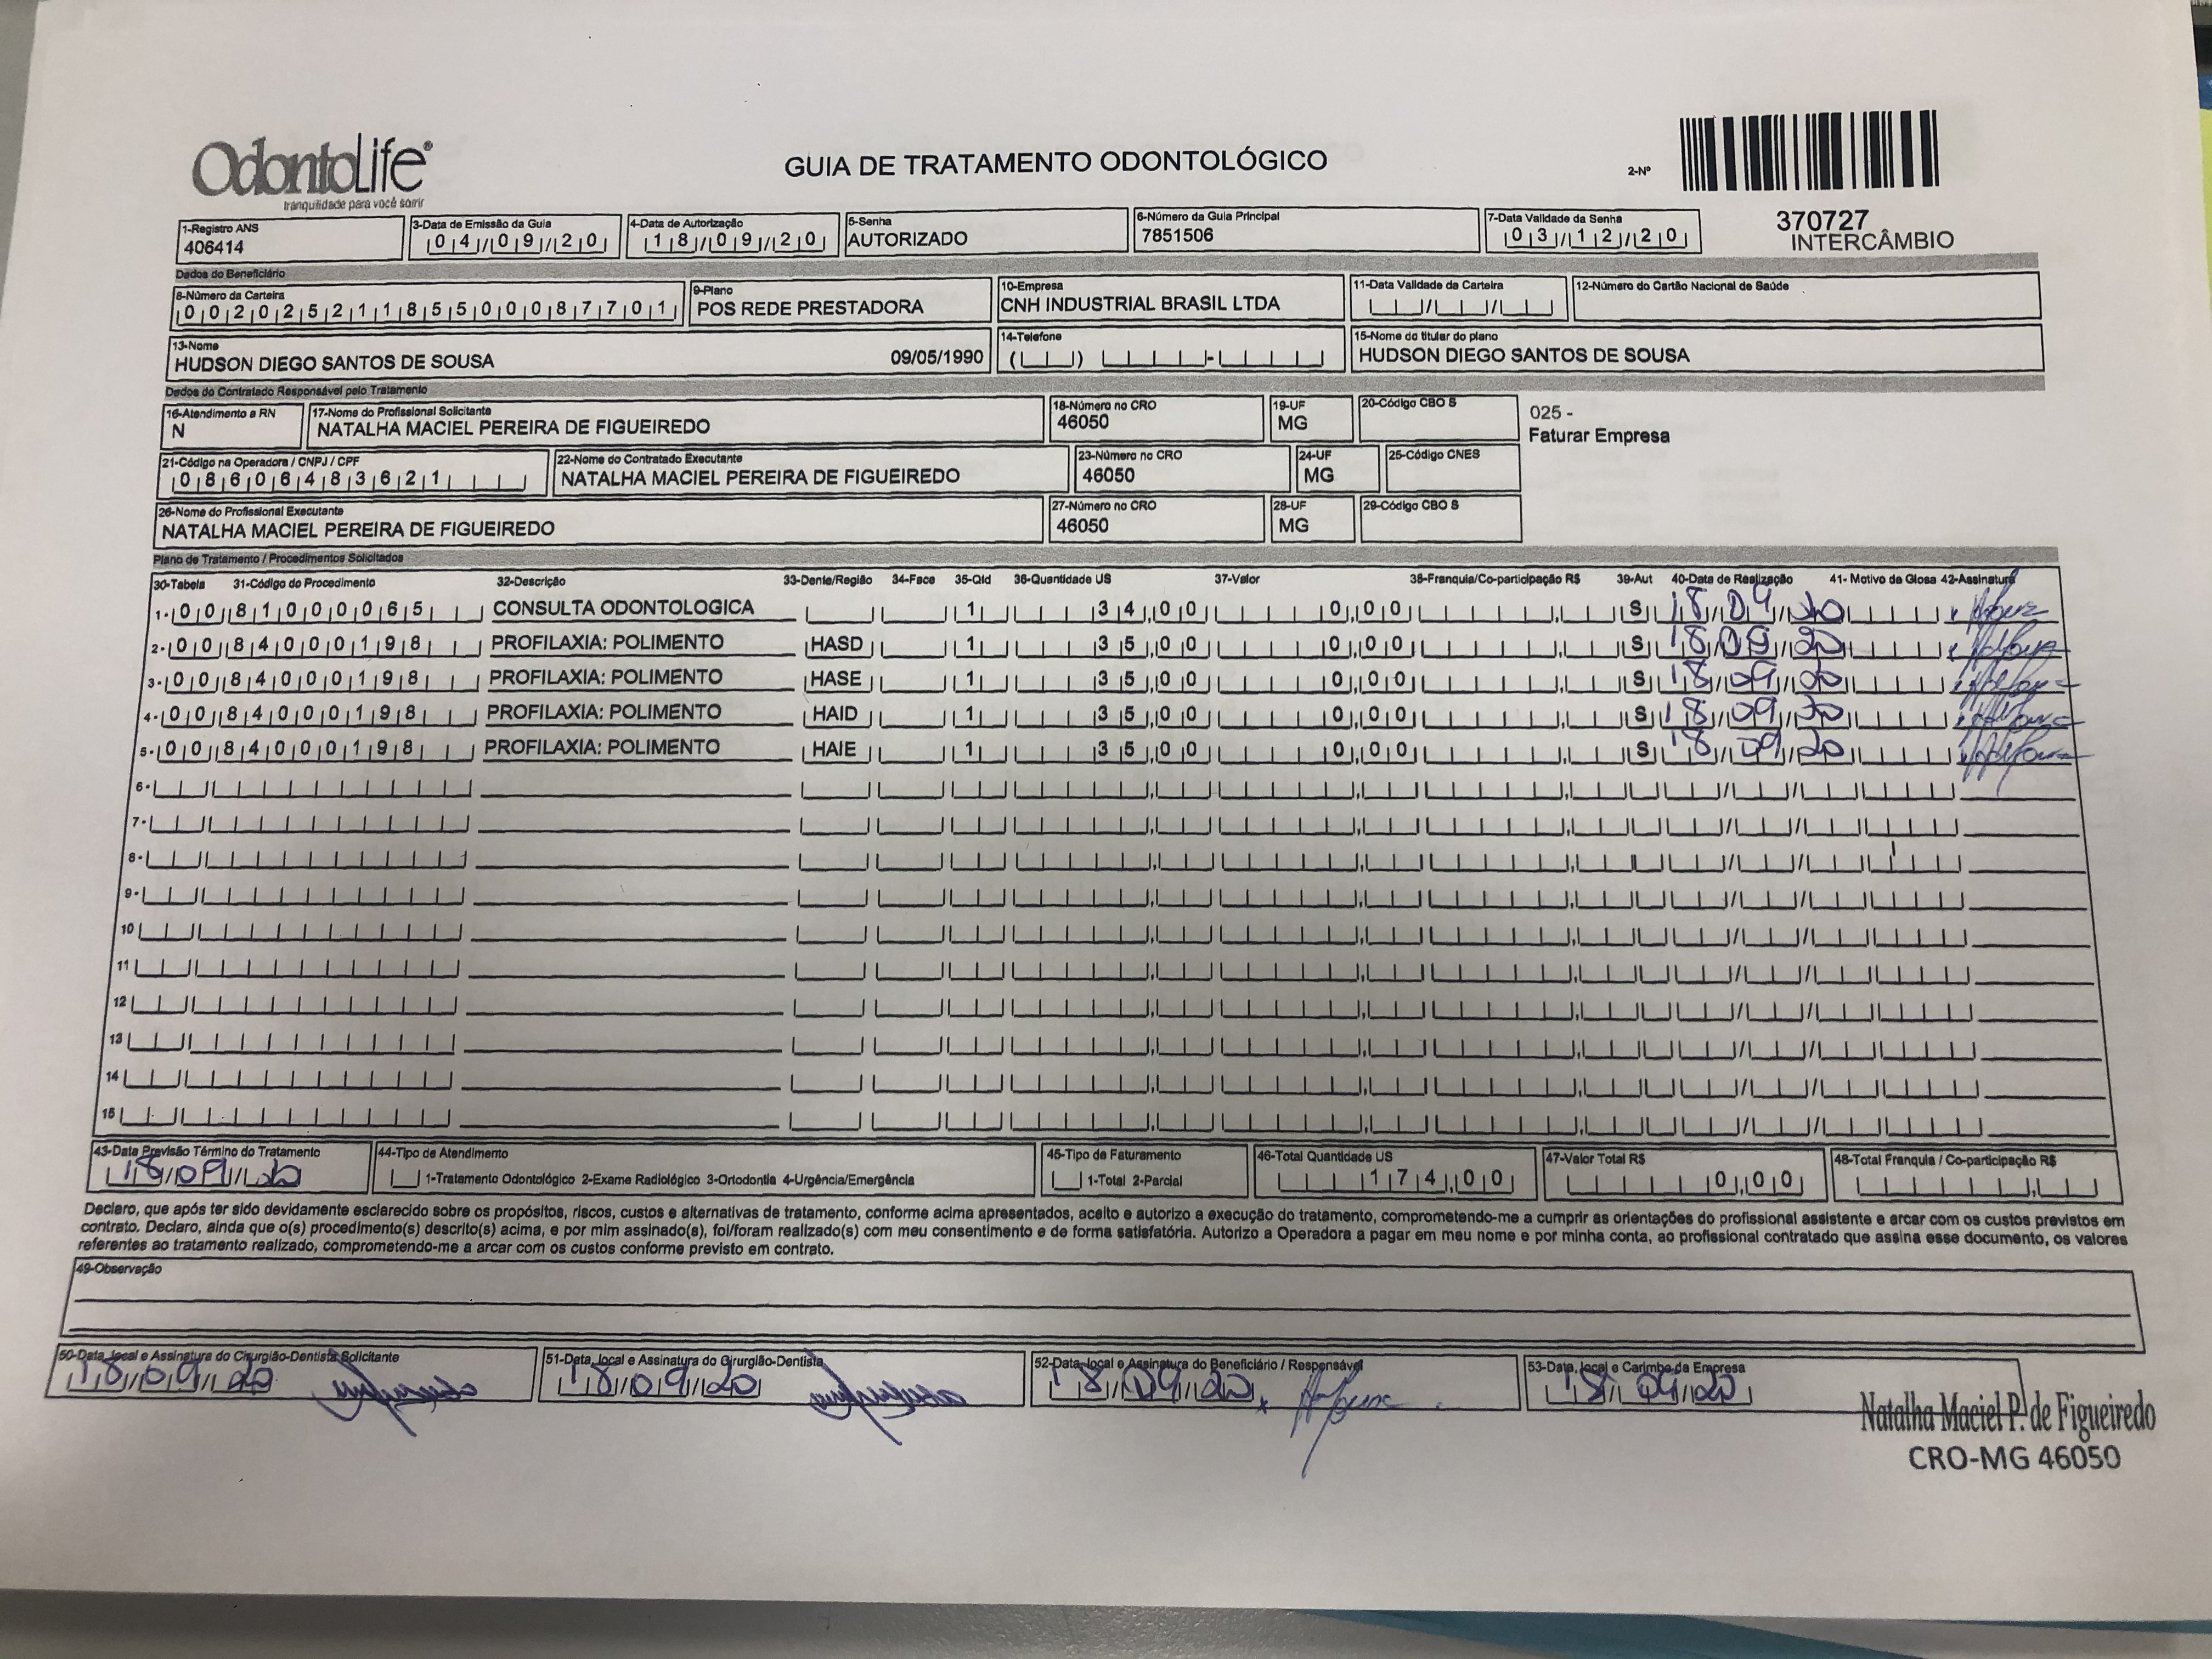 OdontoLife®
tranquilidade para você sorrir
GUIA DE TRATAMENTO ODONTOLÓGICO
2-Nº
370727
INTERCÂMBIO
1-Registro ANS
406414
3-Data de Emissão da Guia
04/09/20
4-Data de Autorização
18/09/20
5-Senha
AUTORIZADO
6-Número da Guia Principal
7851506
7-Data Validade da Senha
03/12/20
Dados do Beneficiário
8-Número da Carteira
00202521185500087701
9-Plano
POS REDE PRESTADORA
10-Empresa
CNH INDUSTRIAL BRASIL LTDA
11-Data Validade da Carteira
12-Número do Cartão Nacional de Saúde
13-Nome
HUDSON DIEGO SANTOS DE SOUSA 09/05/1990
14-Telefone
15-Nome do titular do plano
HUDSON DIEGO SANTOS DE SOUSA
Dados do Contratado Responsável pelo Tratamento
16-Atendimento a RN
N
17-Nome do Profissional Solicitante
NATALHA MACIEL PEREIRA DE FIGUEIREDO
18-Número no CRO
46050
19-UF
MG
20-Código CBO S
025 -
Faturar Empresa
21-Código na Operadora / CNPJ / CPF
08606483621
22-Nome do Contratado Executante
NATALHA MACIEL PEREIRA DE FIGUEIREDO
23-Número no CRO
46050
24-UF
MG
25-Código CNES
26-Nome do Profissional Executante
NATALHA MACIEL PEREIRA DE FIGUEIREDO
27-Número no CRO
46050
28-UF
MG
29-Código CBO S
Plano de Tratamento / Procedimentos Solicitados
30-Tabela 31-Código do Procedimento 32-Descrição 33-Dente/Região 34-Face 35-Qtd 36-Quantidade US 37-Valor 38-Franquia/Co-participação R$ 39-Aut 40-Data de Realização 41- Motivo da Glosa 42-Assinatura
1- 00 81000065 CONSULTA ODONTOLOGICA 1 34,00 0,00 S 18/09/20
2- 00 84000198 PROFILAXIA: POLIMENTO HASD 1 35,00 0,00 S 18/09/20
3- 00 84000198 PROFILAXIA: POLIMENTO HASE 1 35,00 0,00 S 18/09/20
4- 00 84000198 PROFILAXIA: POLIMENTO HAID 1 35,00 0,00 S 18/09/20
5- 00 84000198 PROFILAXIA: POLIMENTO HAIE 1 35,00 0,00 S 18/09/20
6-
7-
8-
9-
10
11
12
13
14
15
43-Data Previsão Término do Tratamento
18/09/20
44-Tipo de Atendimento
1-Tratamento Odontológico 2-Exame Radiológico 3-Ortodontia 4-Urgência/Emergência
45-Tipo de Faturamento
1-Total 2-Parcial
46-Total Quantidade US
174,00
47-Valor Total R$
0,00
48-Total Franquia / Co-participação R$
Declaro, que após ter sido devidamente esclarecido sobre os propósitos, riscos, custos e alternativas de tratamento, conforme acima apresentados, aceito e autorizo a execução do tratamento, comprometendo-me a cumprir as orientações do profissional assistente e arcar com os custos previstos em
contrato. Declaro, ainda que o(s) procedimento(s) descrito(s) acima, e por mim assinado(s), foi/foram realizado(s) com meu consentimento e de forma satisfatória. Autorizo a Operadora a pagar em meu nome e por minha conta, ao profissional contratado que assina esse documento, os valores
referentes ao tratamento realizado, comprometendo-me a arcar com os custos conforme previsto em contrato.
49-Observação
50-Data, local e Assinatura do Cirurgião-Dentista Solicitante
18/09/20
51-Data, local e Assinatura do Cirurgião-Dentista
18/09/20
52-Data, local e Assinatura do Beneficiário / Responsável
18/09/20
53-Data, local e Carimbo da Empresa
18/09/20
Natalha Maciel P. de Figueiredo
CRO-MG 46050